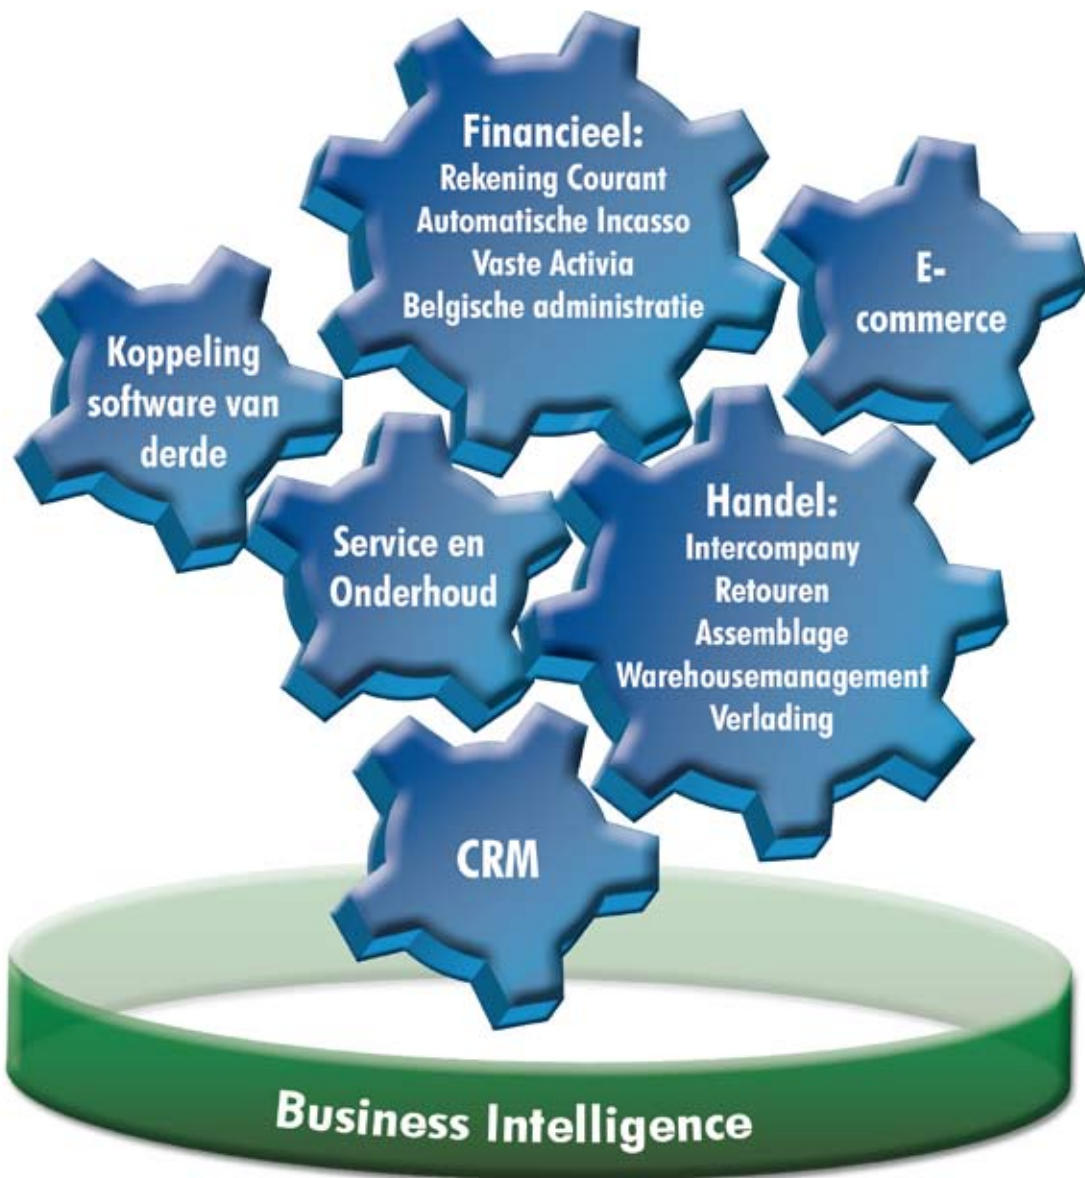 Financieel:
Rekening Courant
Automatische Incasso
Vaste Activia
Belgische administratie
E-
commerce
Koppeling
software van
derde
Service en
Onderhoud
Handel:
Intercompany
Retouren
Assemblage
Warehousemanagement
Verlading
CRM
Business Intelligence